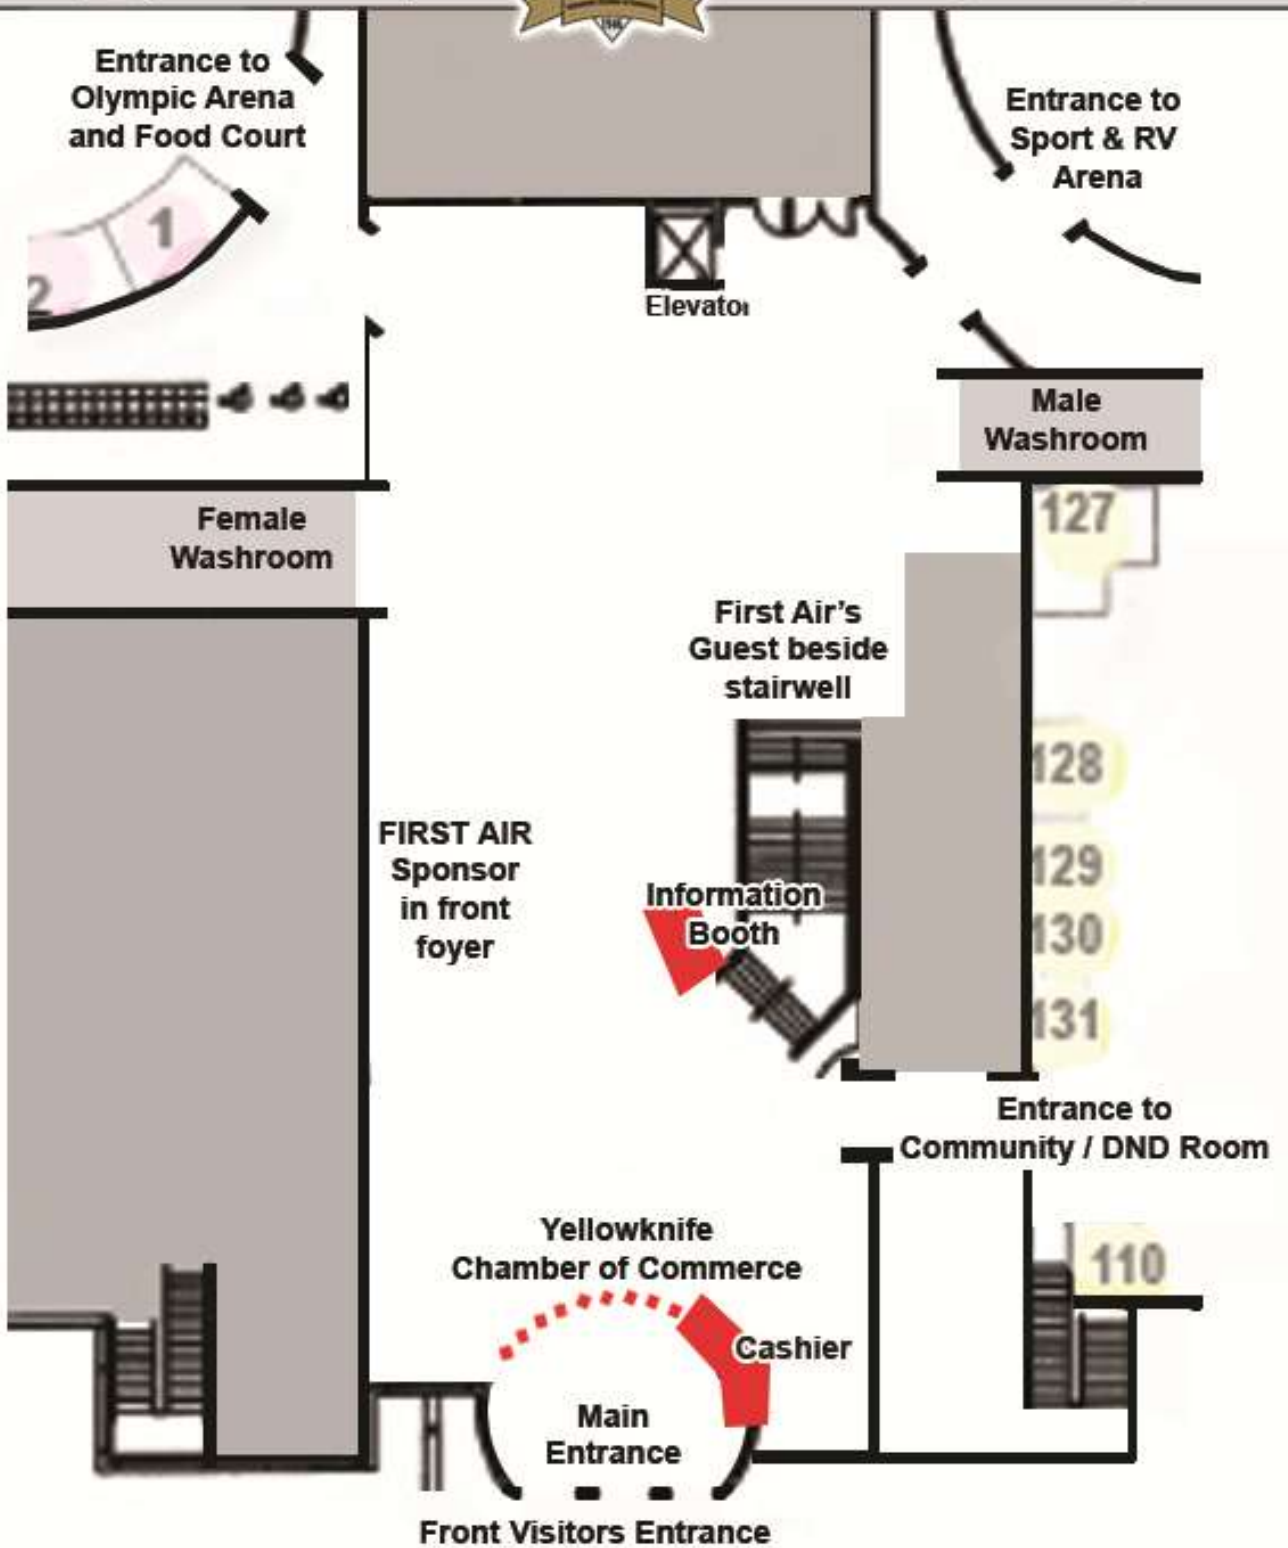 1946
Entrance to
Olympic Arena
and Food Court
Entrance to
Sport & RV
Arena
1
2
Elevator
Male
Washroom
Female
Washroom
127
First Air's
Guest beside
stairwell
128
FIRST AIR
Sponsor
in front
foyer
129
Information
Booth
130
131
Entrance to
Community / DND Room
Yellowknife
Chamber of Commerce
110
Cashier
Main
Entrance
Front Visitors Entrance